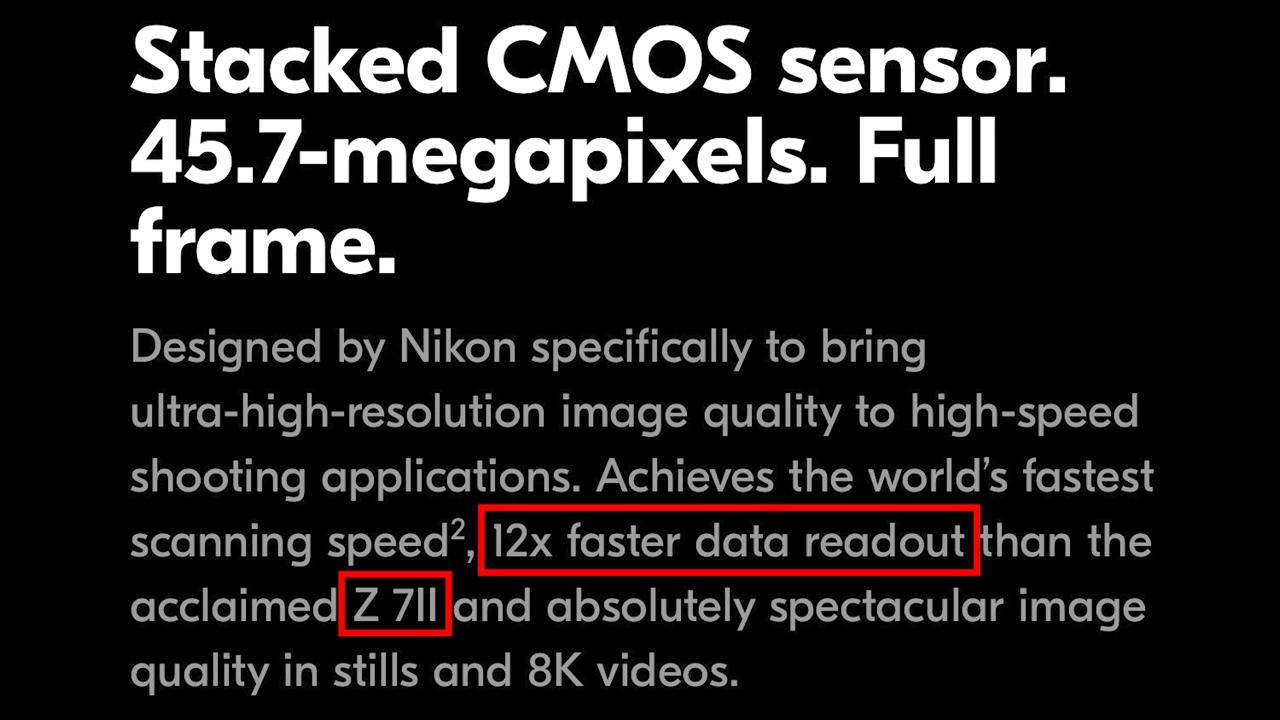 Stacked CMOS sensor.
45.7-megapixels. Full
frame.
Designed by Nikon specifically to bring
ultra-high-resolution image quality to high-speed
shooting applications. Achieves the world’s fastest
scanning speed², 12x faster data readout than the
acclaimed Z 7II and absolutely spectacular image
quality in stills and 8K videos.